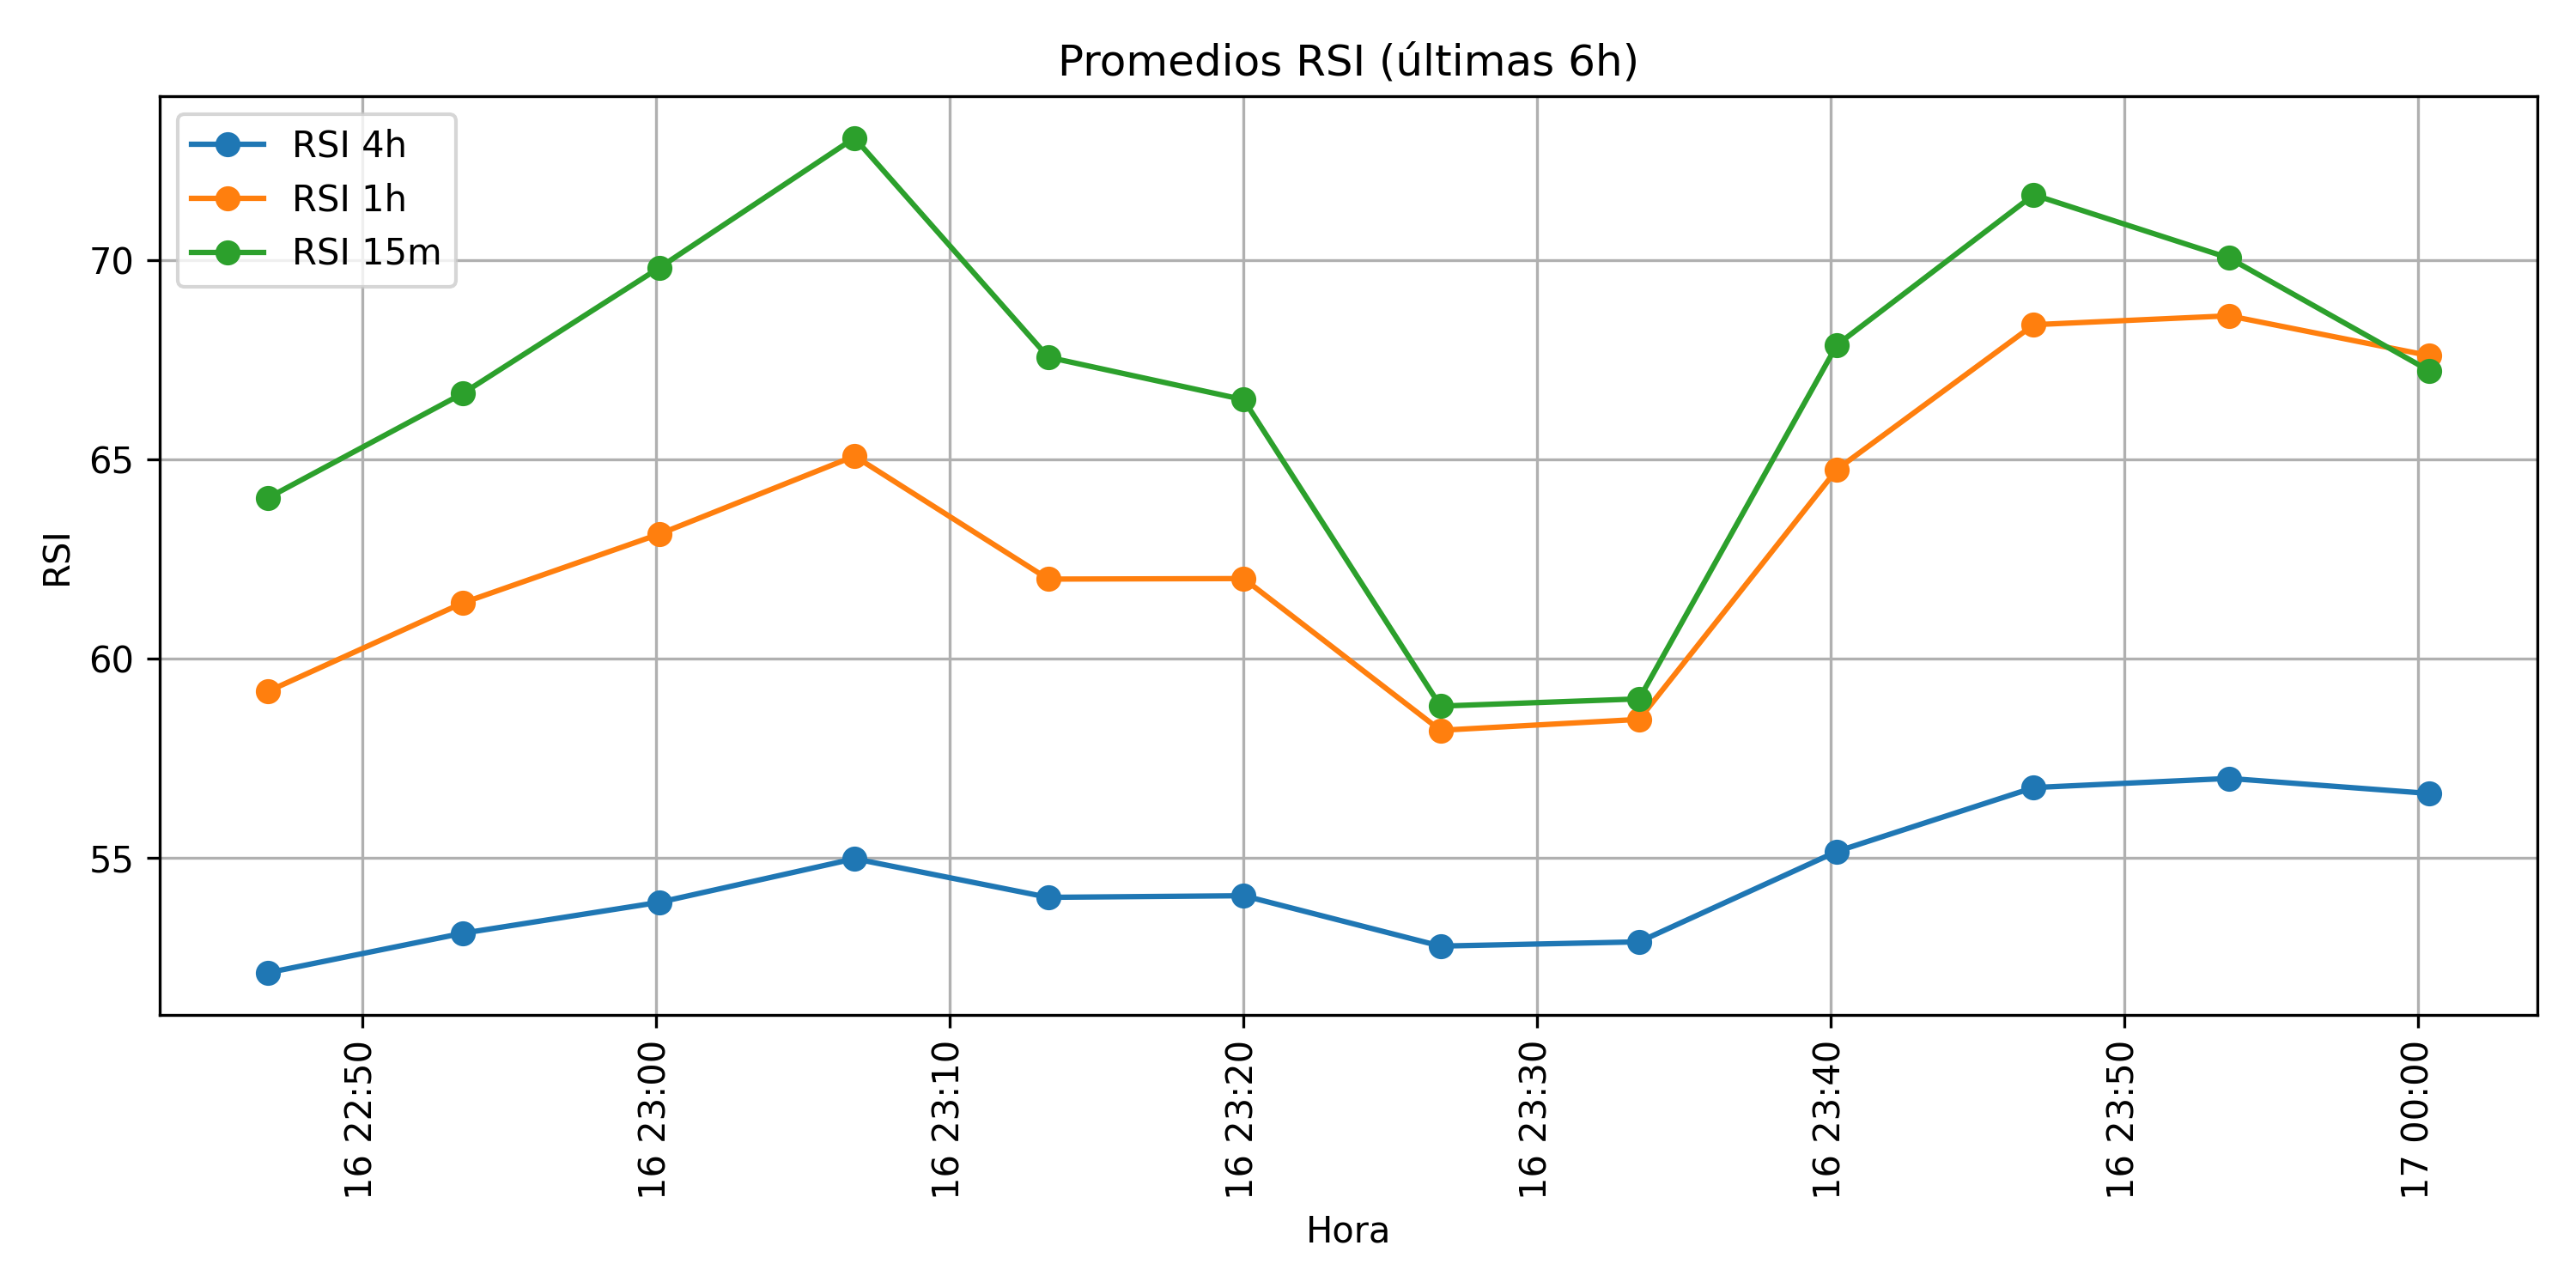 Promedios RSI (últimas 6h)
RSI 4h
RSI 1h
RSI 15m
70
65
60
55
RSI
16 22:50
16 23:00
16 23:10
16 23:20
16 23:30
16 23:40
16 23:50
17 00:00
Hora